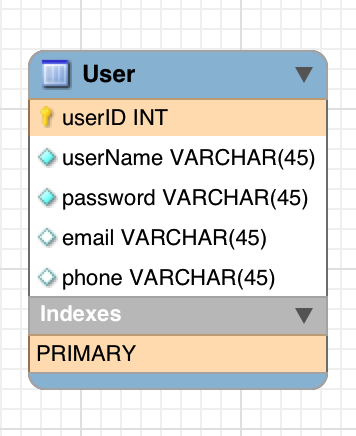 User
userID INT
userName VARCHAR(45)
password VARCHAR(45)
email VARCHAR(45)
phone VARCHAR(45)
Indexes
PRIMARY